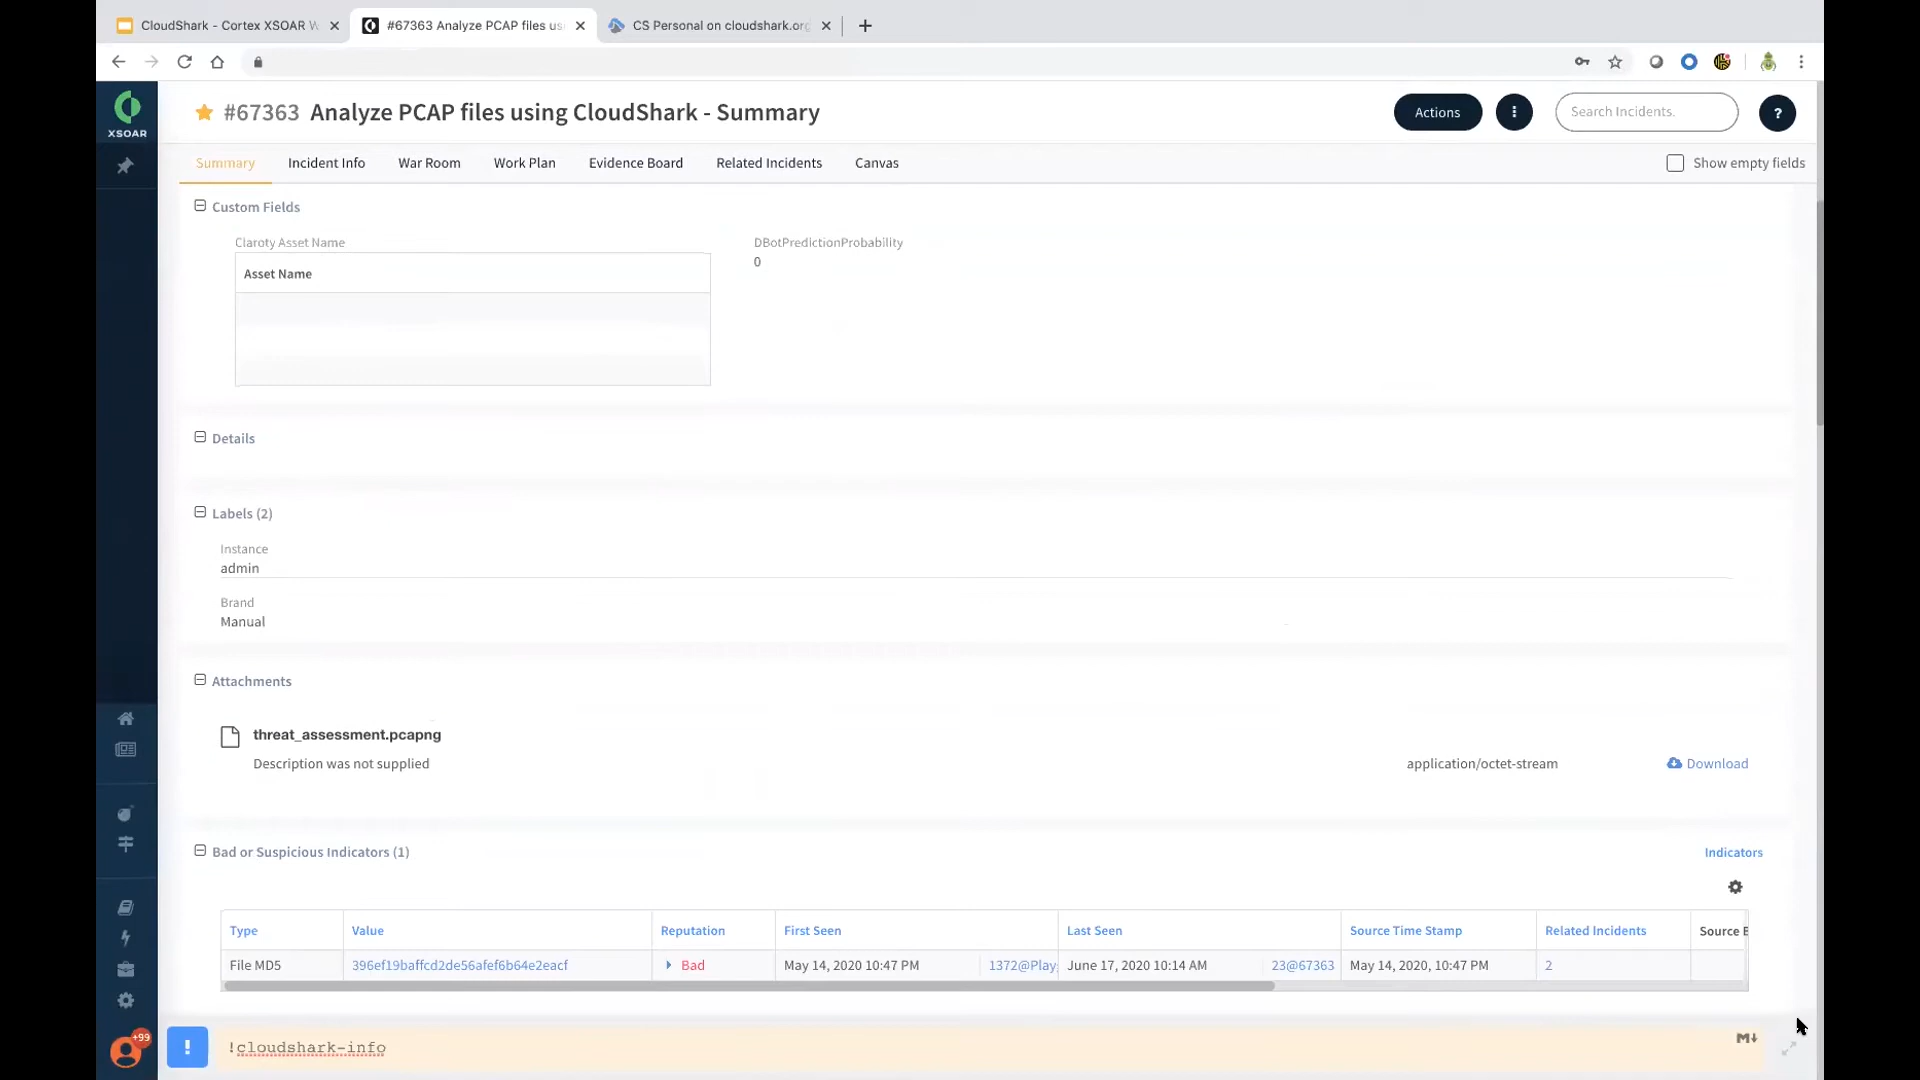 CloudShark - Cortex XSOAR W
#67363 Analyze PCAP files us
CS Personal on cloudshark.org
XSOAR
#67363 Analyze PCAP files using CloudShark - Summary
Actions
Search Incidents.
?
Summary
Incident Info
War Room
Work Plan
Evidence Board
Related Incidents
Canvas
Show empty fields
Custom Fields
Claroty Asset Name
DBotPredictionProbability
Asset Name
0
Details
Labels (2)
Instance
admin
Brand
Manual
Attachments
threat_assessment.pcapng
Description was not supplied
application/octet-stream
Download
Bad or Suspicious Indicators (1)
Indicators
Type
Value
Reputation
First Seen
Last Seen
Source Time Stamp
Related Incidents
Source B
File MD5
396ef19baffcd2de56afef6b64e2eacf
Bad
May 14, 2020 10:47 PM
1372@Play
June 17, 2020 10:14 AM
23@67363
May 14, 2020, 10:47 PM
2
+99
!
!cloudshark-info
M↓